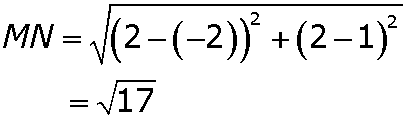 MN = √((2 − (−2))² + (2 − 1)²)
= √17